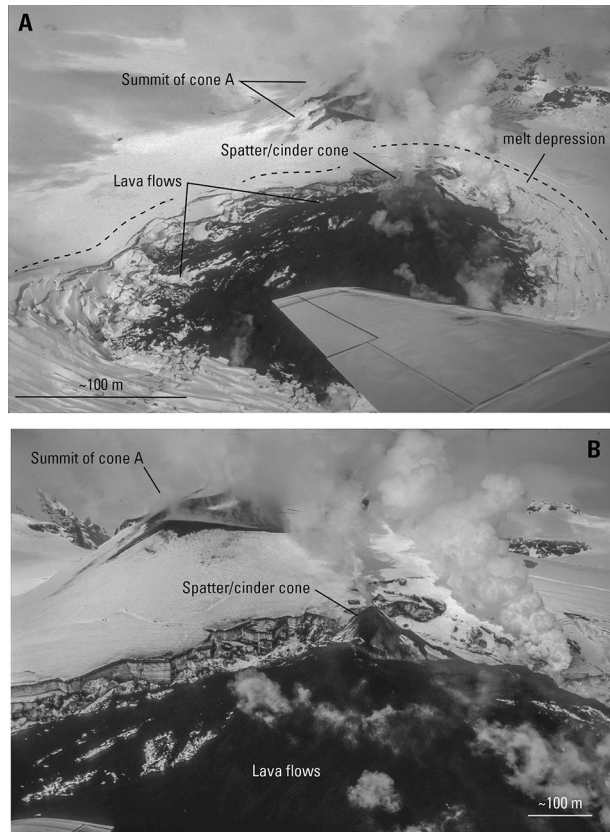 A
Summit of cone A
Spatter/cinder cone
melt depression
Lava flows
~100 m
B
Summit of cone A
Spatter/cinder cone
Lava flows
~100 m